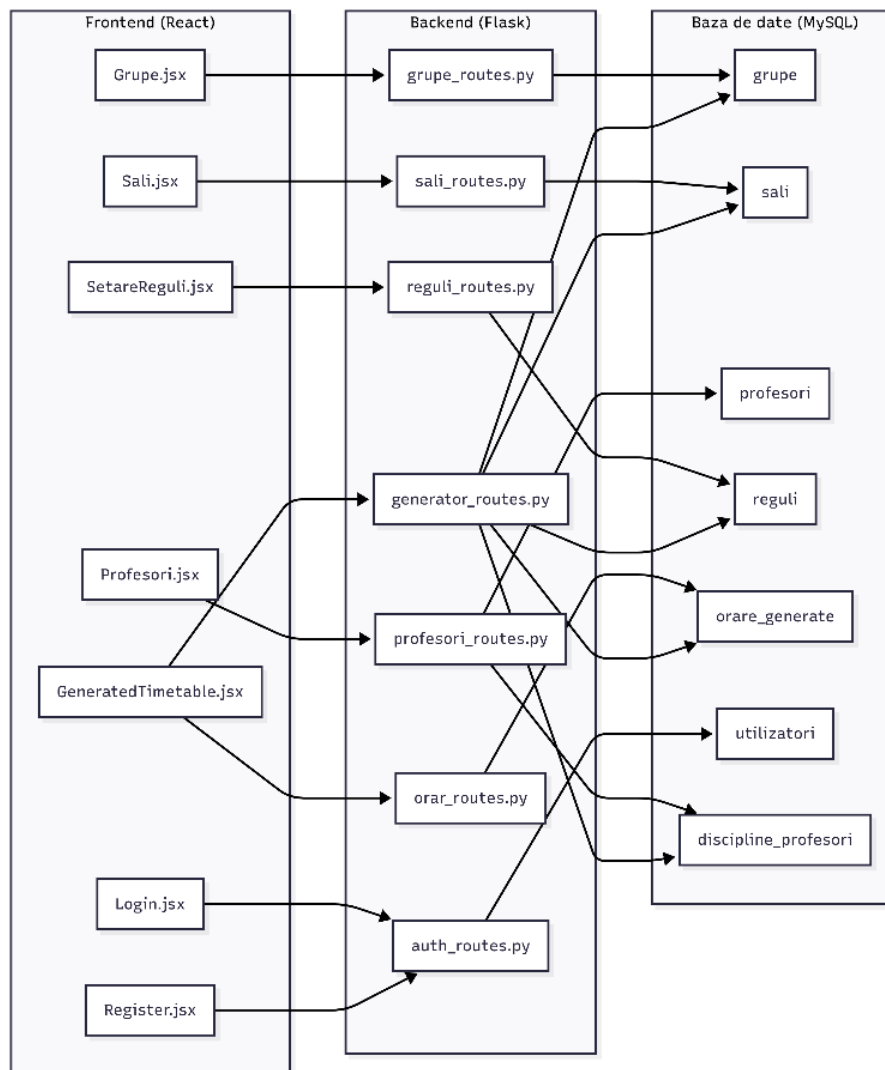 Frontend (React)
Grupe.jsx
Sali.jsx
SetareReguli.jsx
Profesori.jsx
GeneratedTimetable.jsx
Login.jsx
Register.jsx
Backend (Flask)
grupe_routes.py
sali_routes.py
reguli_routes.py
generator_routes.py
profesori_routes.py
orar_routes.py
auth_routes.py
Baza de date (MySQL)
grupe
sali
profesori
reguli
orare_generate
utilizatori
discipline_profesori